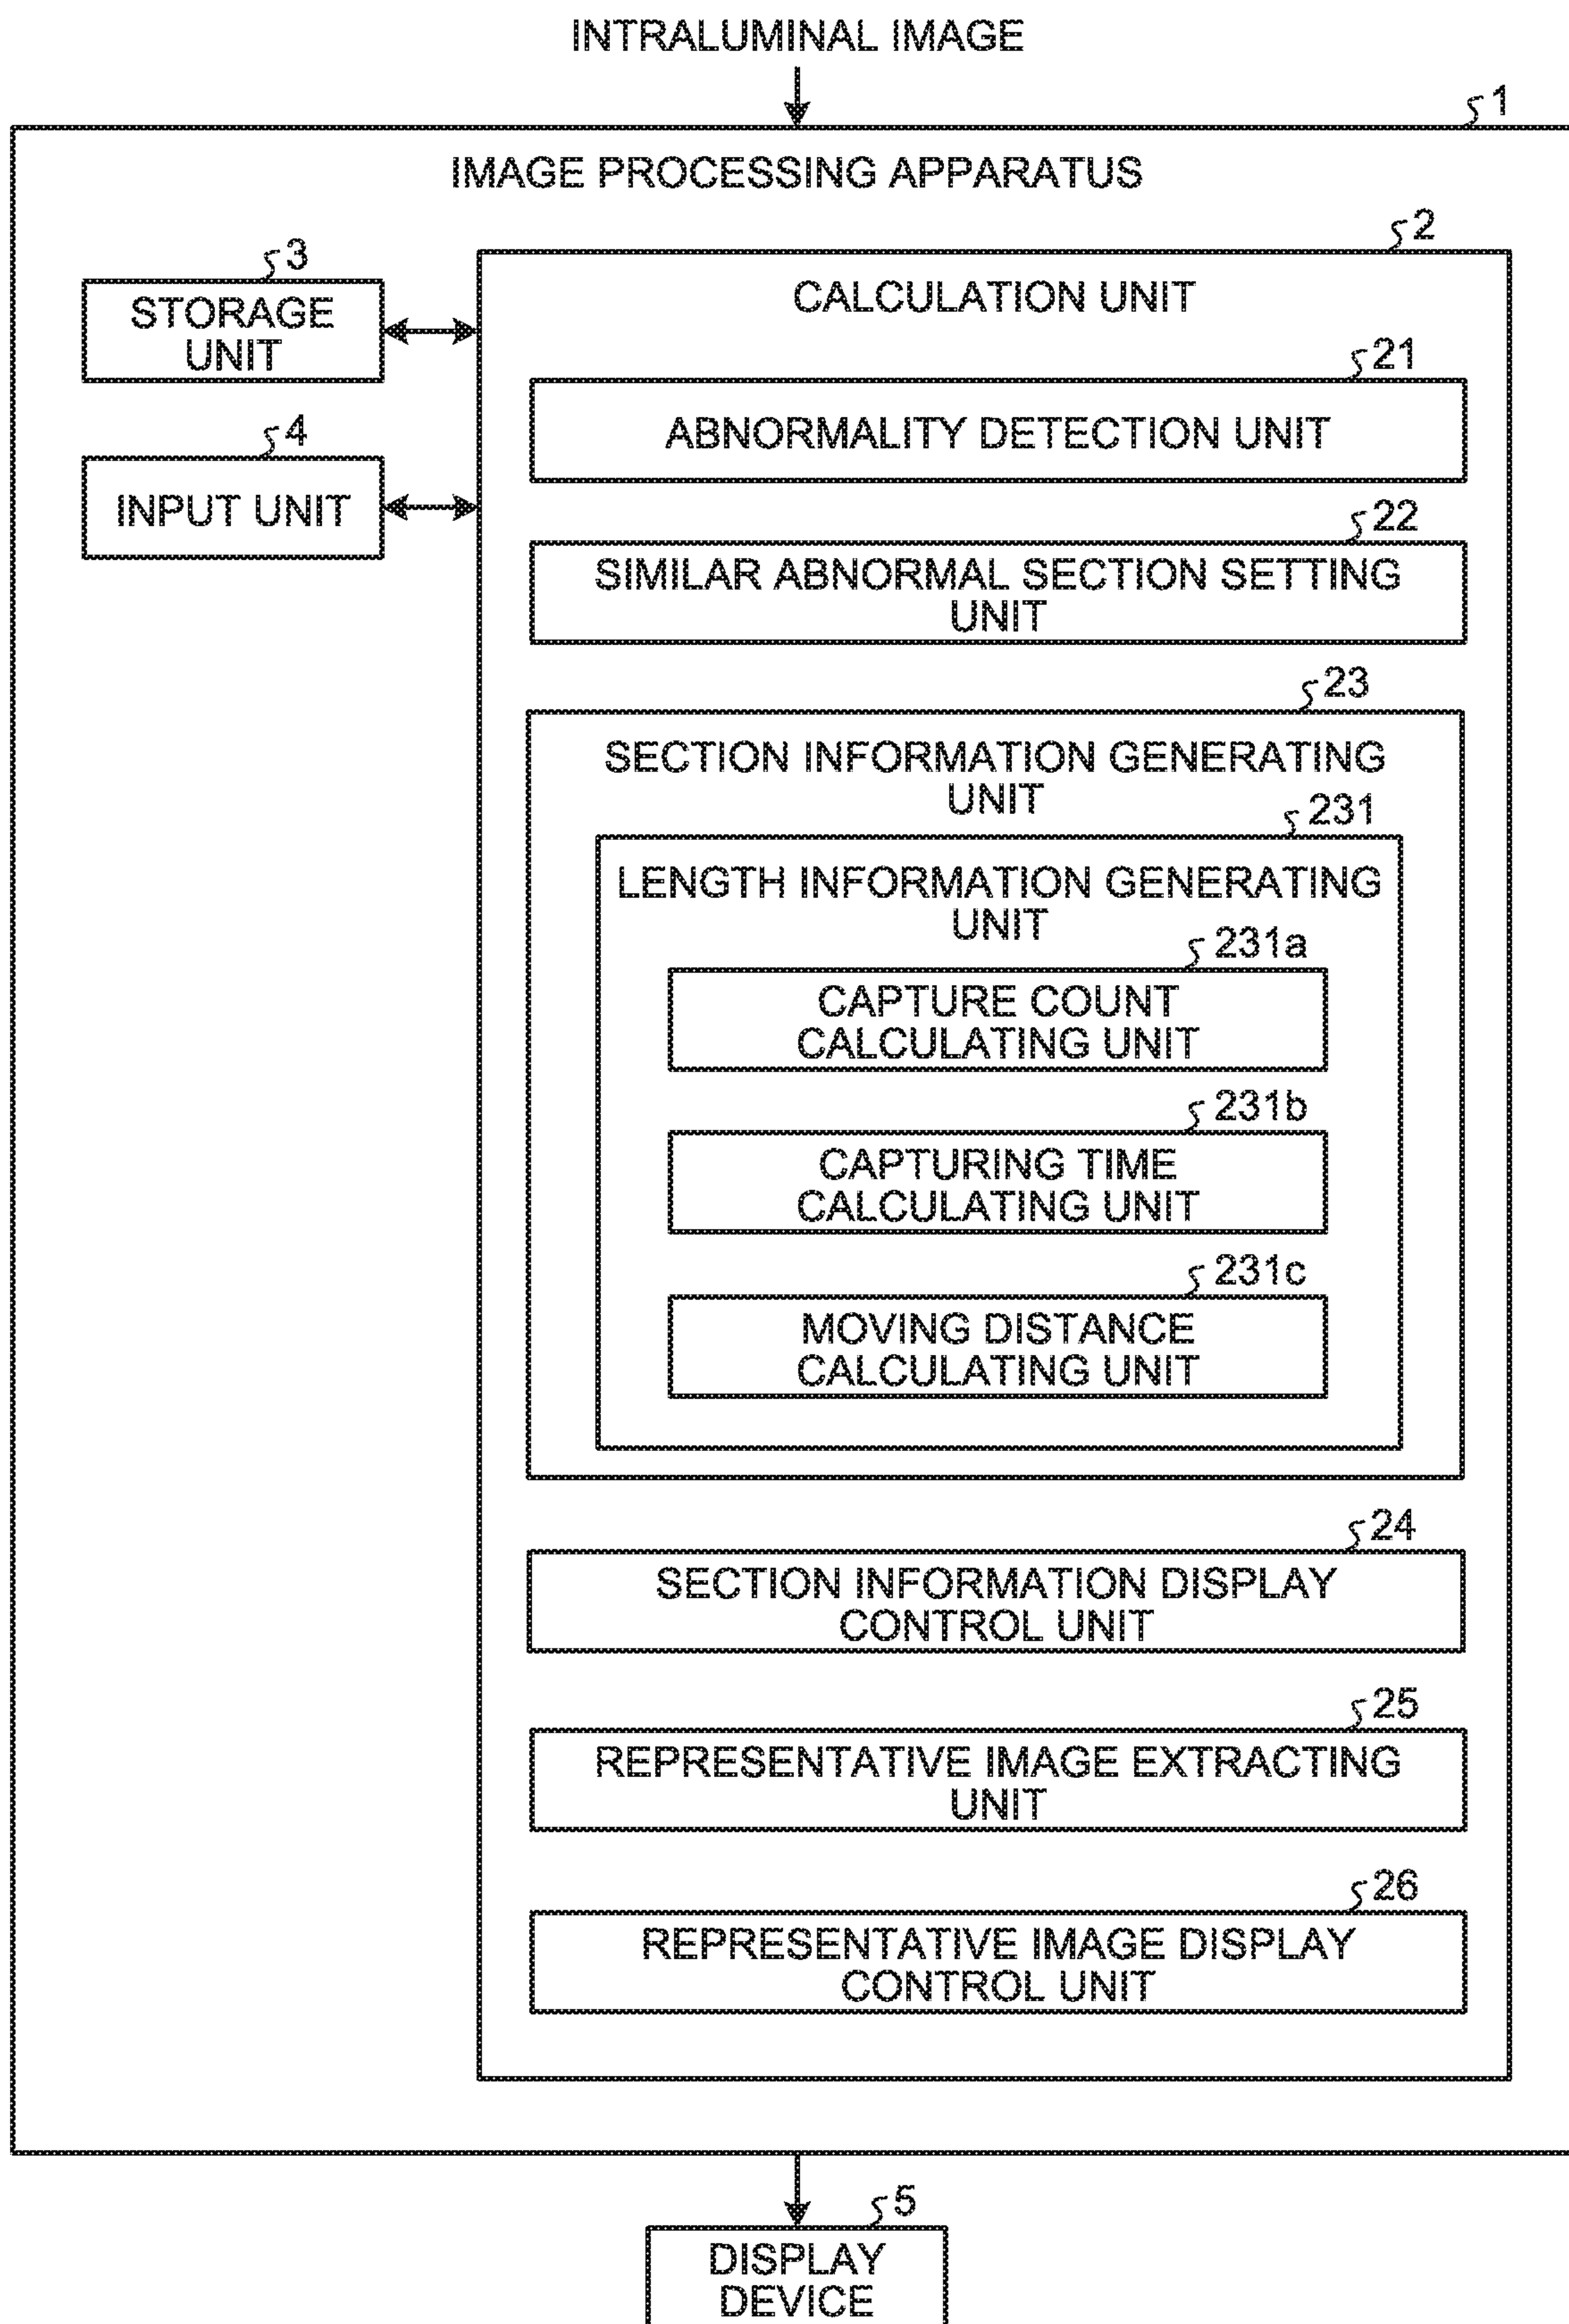 INTRALUMINAL IMAGE
1
IMAGE PROCESSING APPARATUS
3
STORAGE
UNIT
4
INPUT UNIT
2
CALCULATION UNIT
21
ABNORMALITY DETECTION UNIT
22
SIMILAR ABNORMAL SECTION SETTING
UNIT
23
SECTION INFORMATION GENERATING
UNIT
231
LENGTH INFORMATION GENERATING
UNIT
231a
CAPTURE COUNT
CALCULATING UNIT
231b
CAPTURING TIME
CALCULATING UNIT
231c
MOVING DISTANCE
CALCULATING UNIT
24
SECTION INFORMATION DISPLAY
CONTROL UNIT
25
REPRESENTATIVE IMAGE EXTRACTING
UNIT
26
REPRESENTATIVE IMAGE DISPLAY
CONTROL UNIT
5
DISPLAY
DEVICE